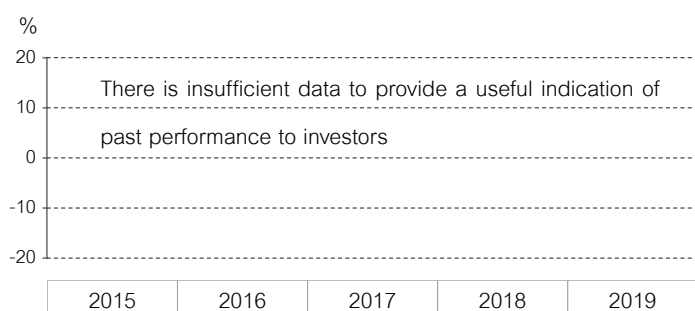 %
20
There is insufficient data to provide a useful indication of
10
past performance to investors
0
-10
-20
2015 2016 2017 2018 2019